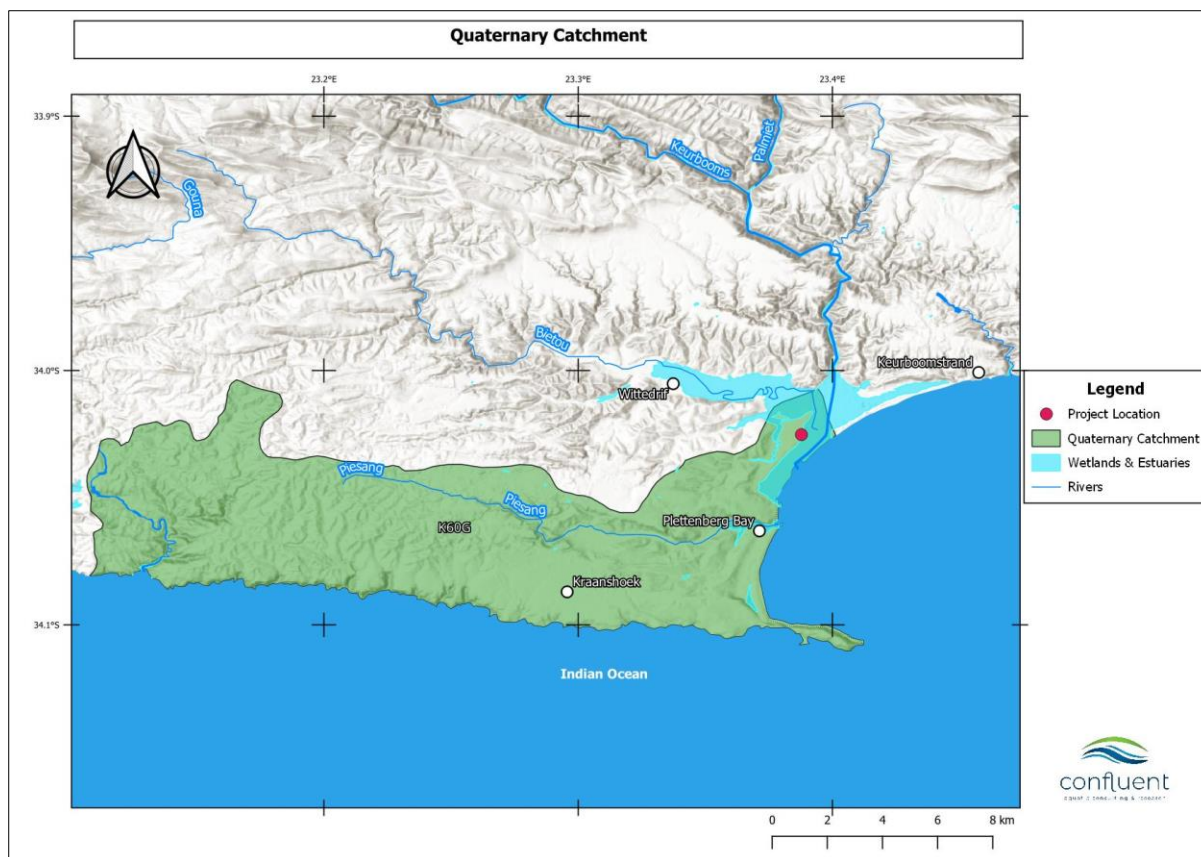 Quaternary Catchment
23.2°E
23.3°E
23.4°E
33.9°S
Gouna
Keurbooms
Palmiet
34.0°S
Bietou
Wittedrif
Keurboomstrand
Piesang
Piesang
K60G
Plettenberg Bay
Kraanshoek
34.1°S
Indian Ocean
Legend
Project Location
Quaternary Catchment
Wetlands & Estuaries
Rivers
confluent
0 2 4 6 8 km